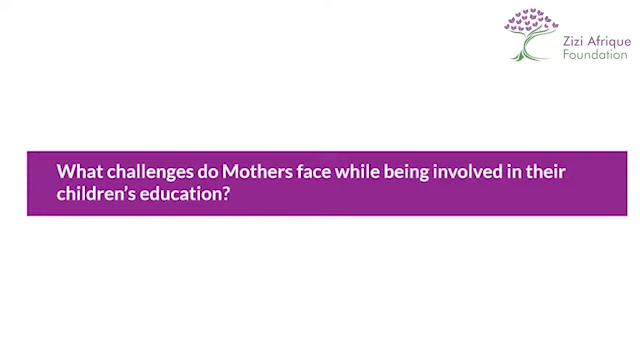 Zizi Afrique
Foundation
What challenges do Mothers face while being involved in their
children's education?